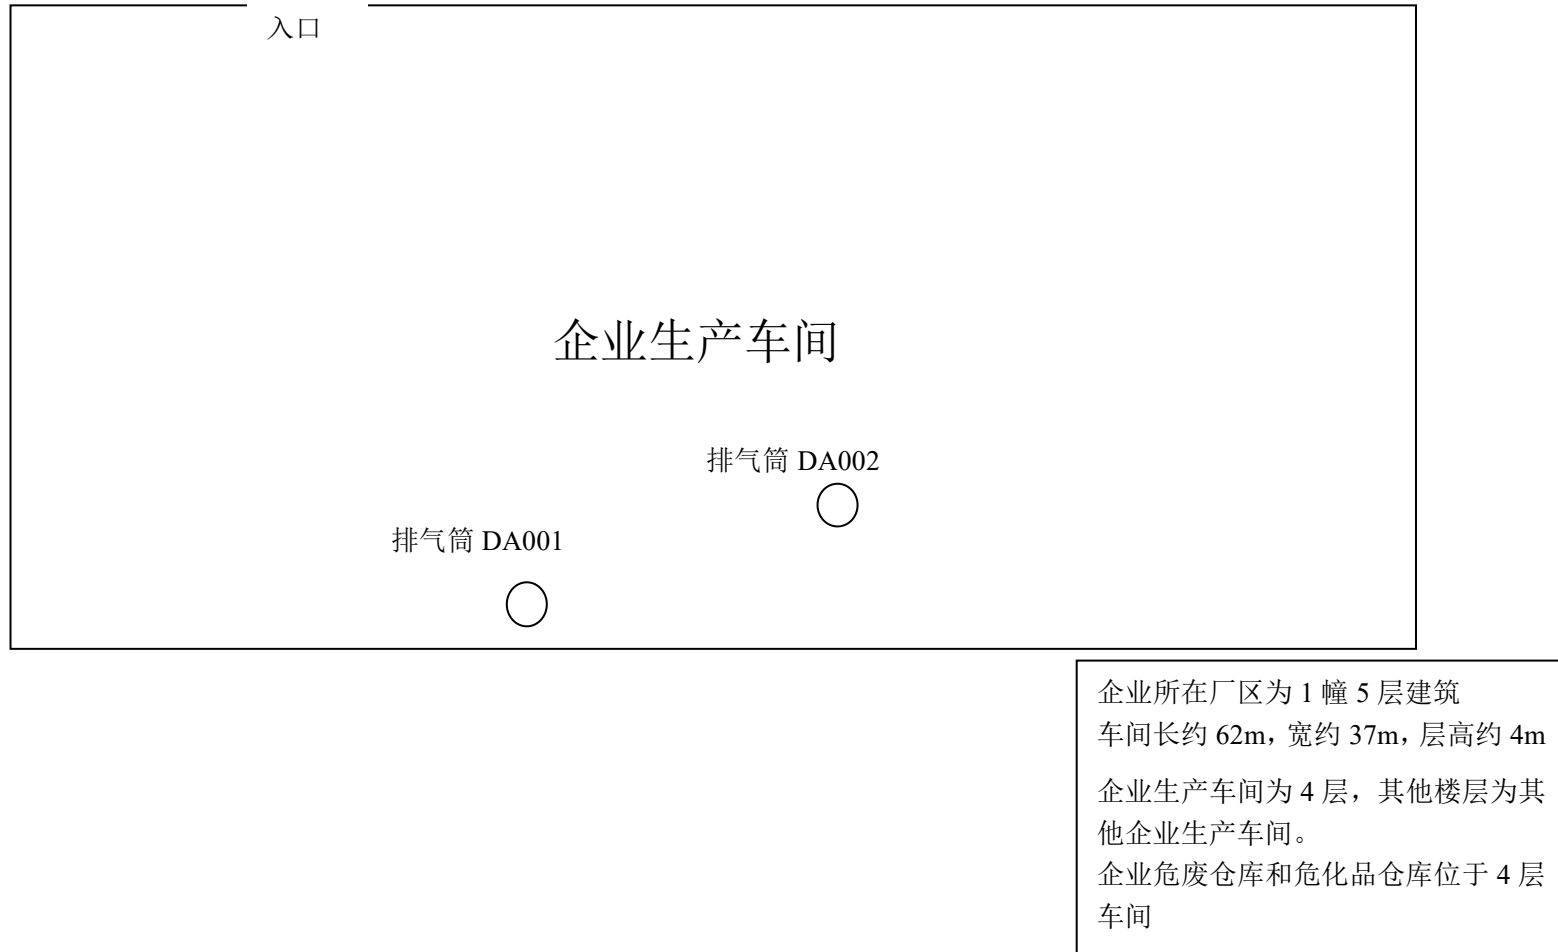 入口
企业生产车间
排气筒 DA002
排气筒 DA001
企业所在厂区为 1 幢 5 层建筑
车间长约 62m，宽约 37m，层高约 4m
企业生产车间为 4 层，其他楼层为其
他企业生产车间。
企业危废仓库和危化品仓库位于 4 层
车间